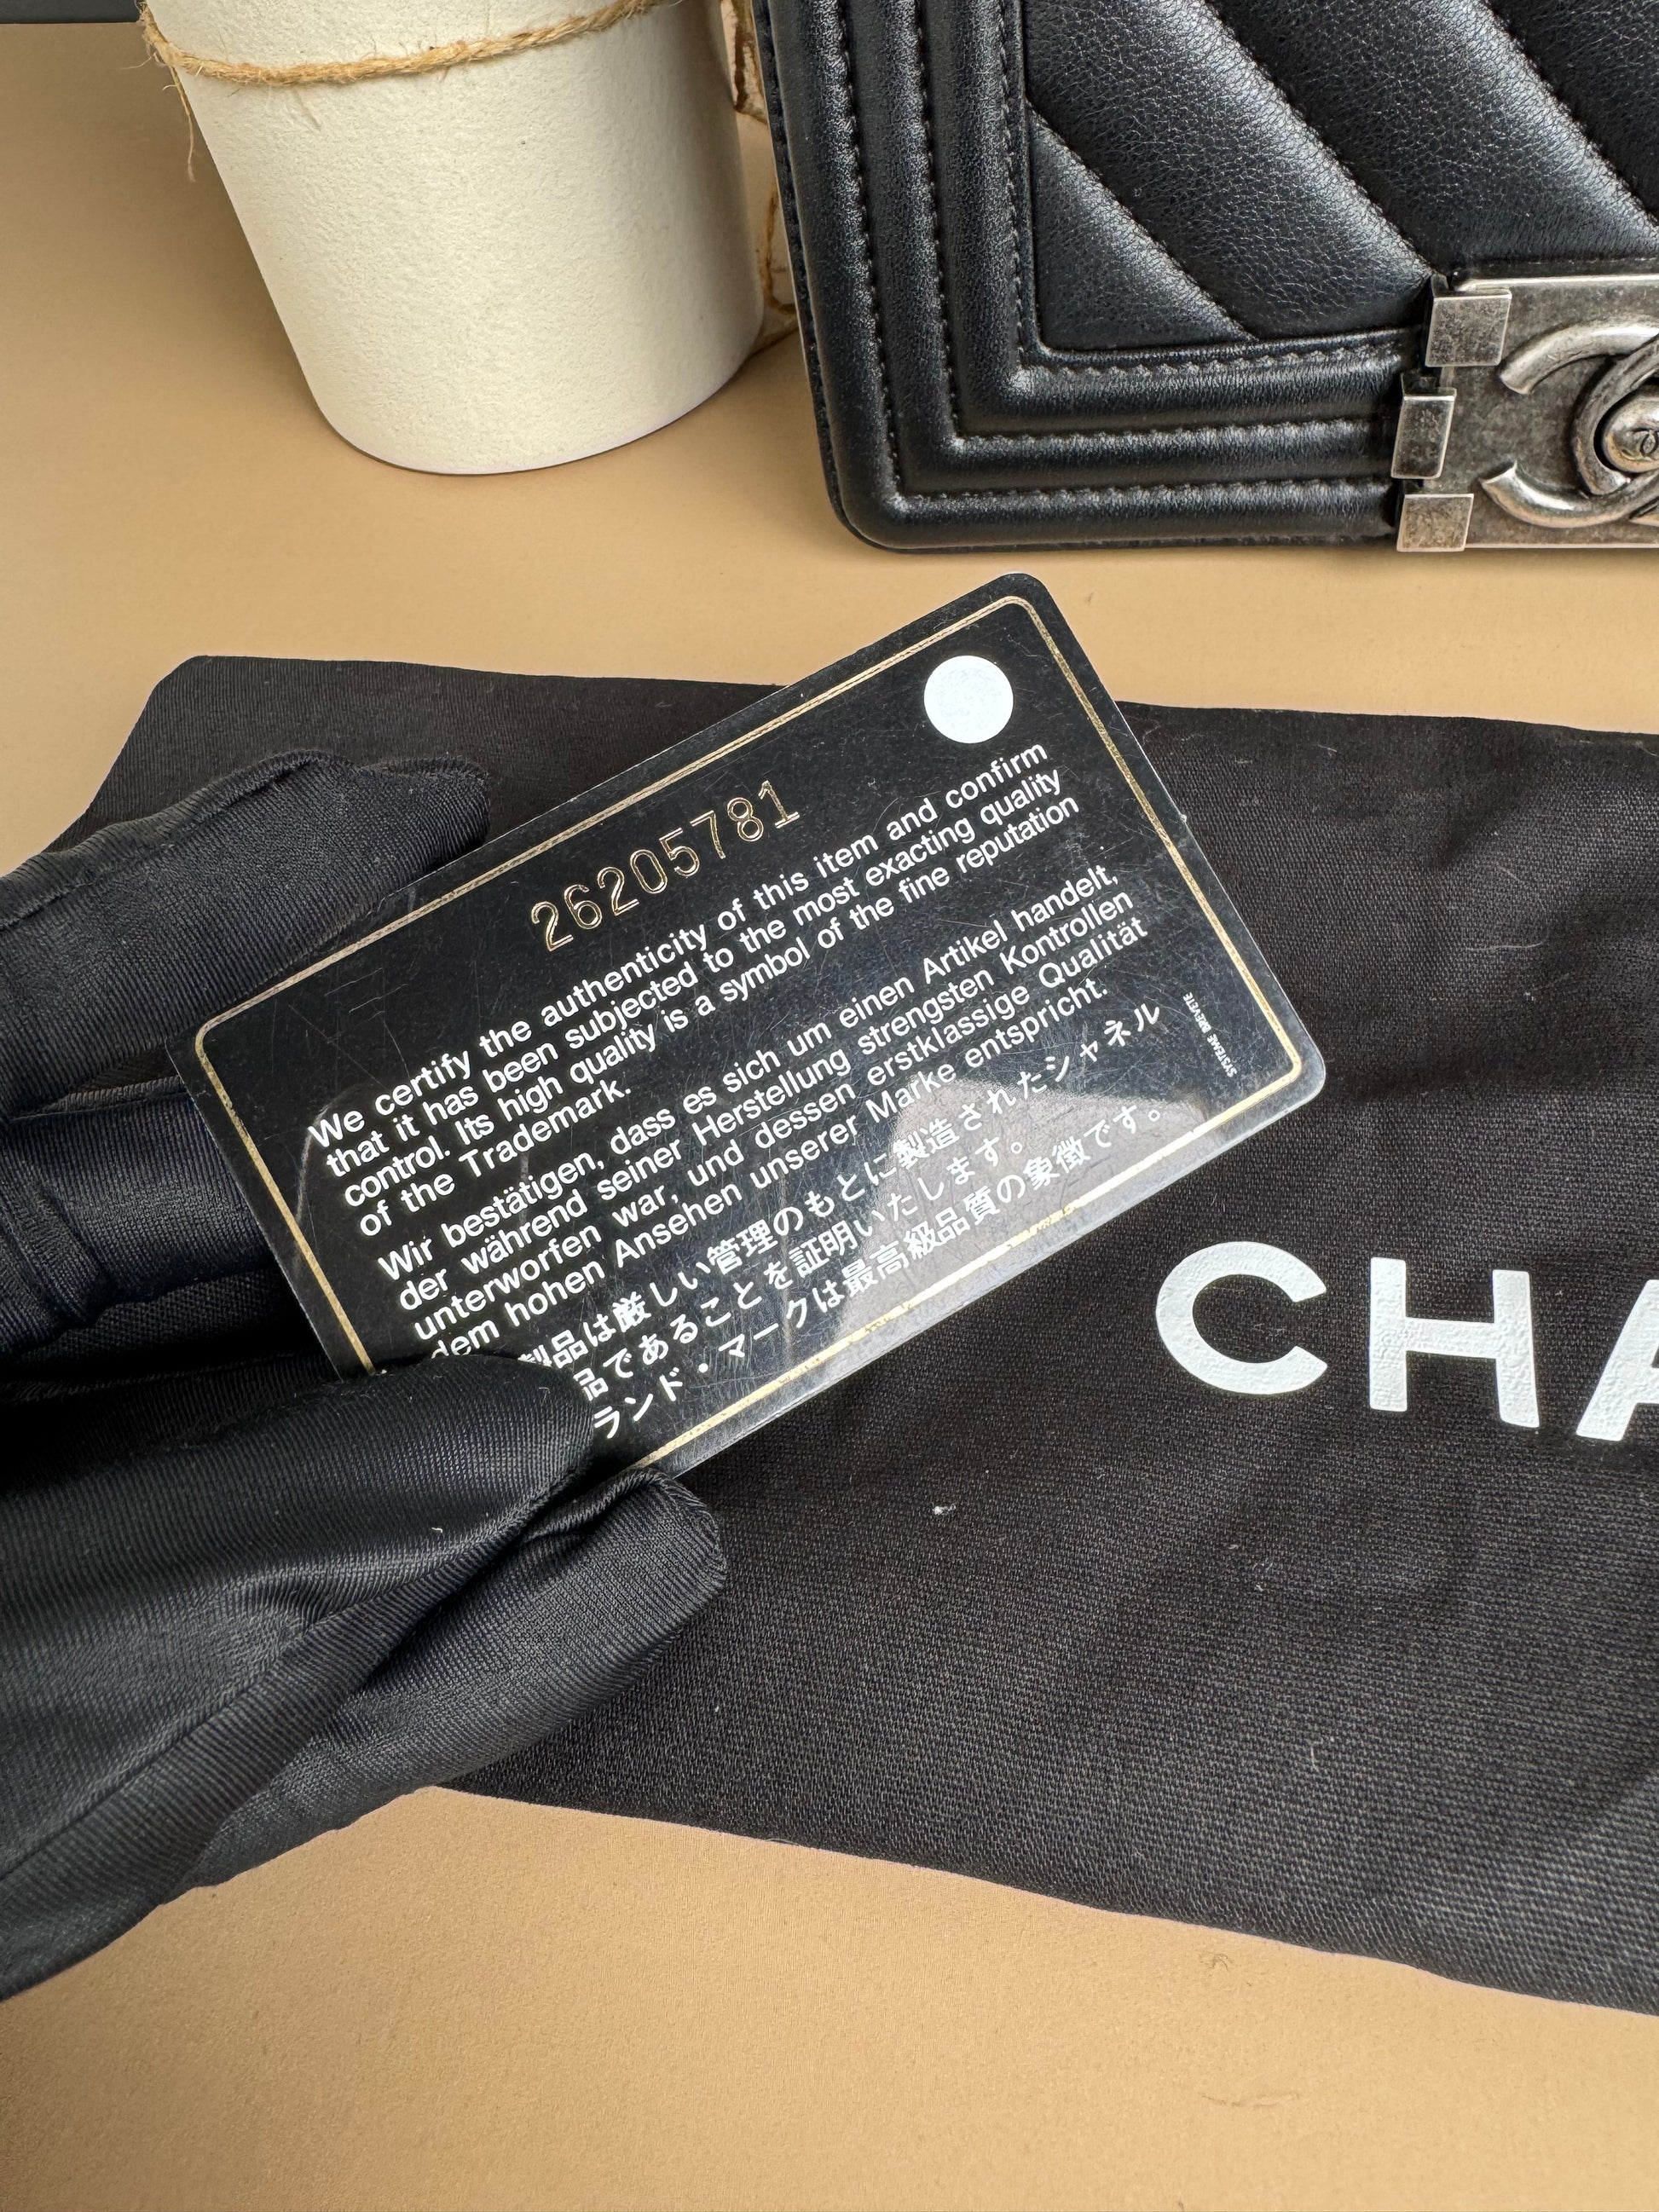 26205781
We certify the authenticity of this item and confirm
that it has been subjected to the most exacting quality
control. Its high quality is a symbol of the fine reputation
of the Trademark.
Wir bestätigen, dass es sich um einen Artikel handelt,
der während seiner Herstellung strengsten Kontrollen
unterworfen war, und dessen erstklassige Qualität
dem hohen Ansehen unserer Marke entspricht.
製品は厳しい管理のもとに製造されたシャネル
品であることを証明いたします。
ランド・マークは最高級品質の象徴です。
SYSTEME BREVETE
CHA